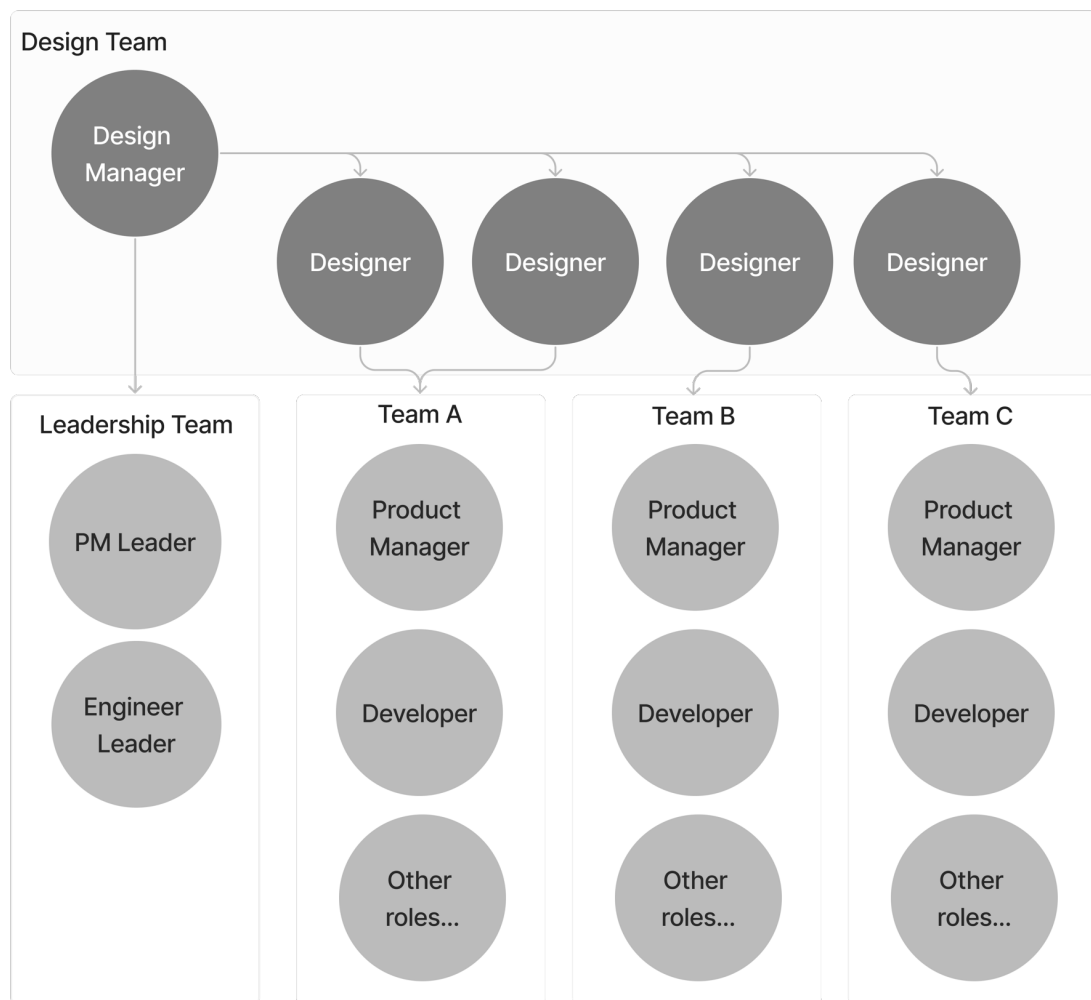 Design Team
Design
Manager
Designer
Designer
Designer
Designer
Leadership Team
PM Leader
Engineer
Leader
Team A
Product
Manager
Developer
Other
roles...
Team B
Product
Manager
Developer
Other
roles...
Team C
Product
Manager
Developer
Other
roles...